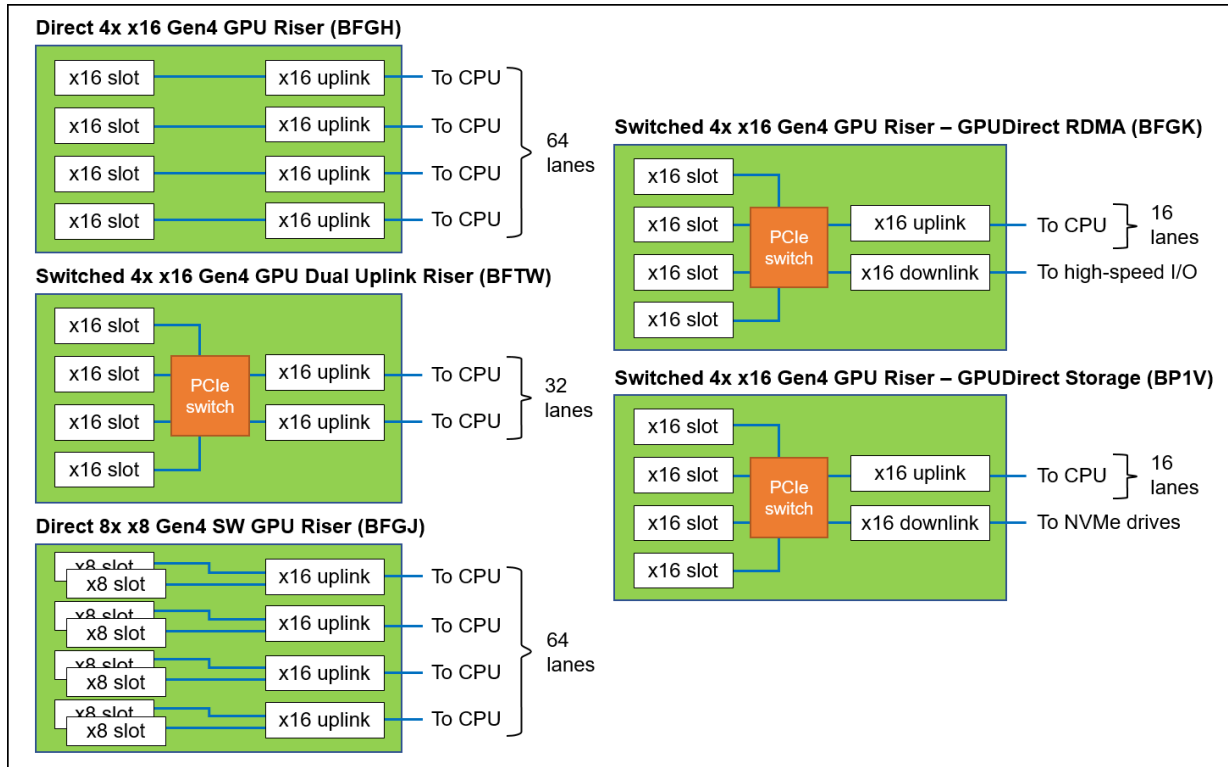 Direct 4x x16 Gen4 GPU Riser (BFGH)
x16 slot x16 uplink To CPU
x16 slot x16 uplink To CPU
x16 slot x16 uplink To CPU
x16 slot x16 uplink To CPU
64
lanes
Switched 4x x16 Gen4 GPU Dual Uplink Riser (BFTW)
x16 slot
x16 slot x16 uplink To CPU
x16 slot x16 uplink To CPU
x16 slot
PCIe
switch
32
lanes
Direct 8x x8 Gen4 SW GPU Riser (BFGJ)
x8 slot
x8 slot x16 uplink To CPU
x8 slot
x8 slot x16 uplink To CPU
x8 slot
x8 slot x16 uplink To CPU
x8 slot
x8 slot x16 uplink To CPU
64
lanes
Switched 4x x16 Gen4 GPU Riser – GPUDirect RDMA (BFGK)
x16 slot
x16 slot x16 uplink To CPU
x16 slot x16 downlink To high-speed I/O
x16 slot
PCIe
switch
16
lanes
Switched 4x x16 Gen4 GPU Riser – GPUDirect Storage (BP1V)
x16 slot
x16 slot x16 uplink To CPU
x16 slot x16 downlink To NVMe drives
x16 slot
PCIe
switch
16
lanes